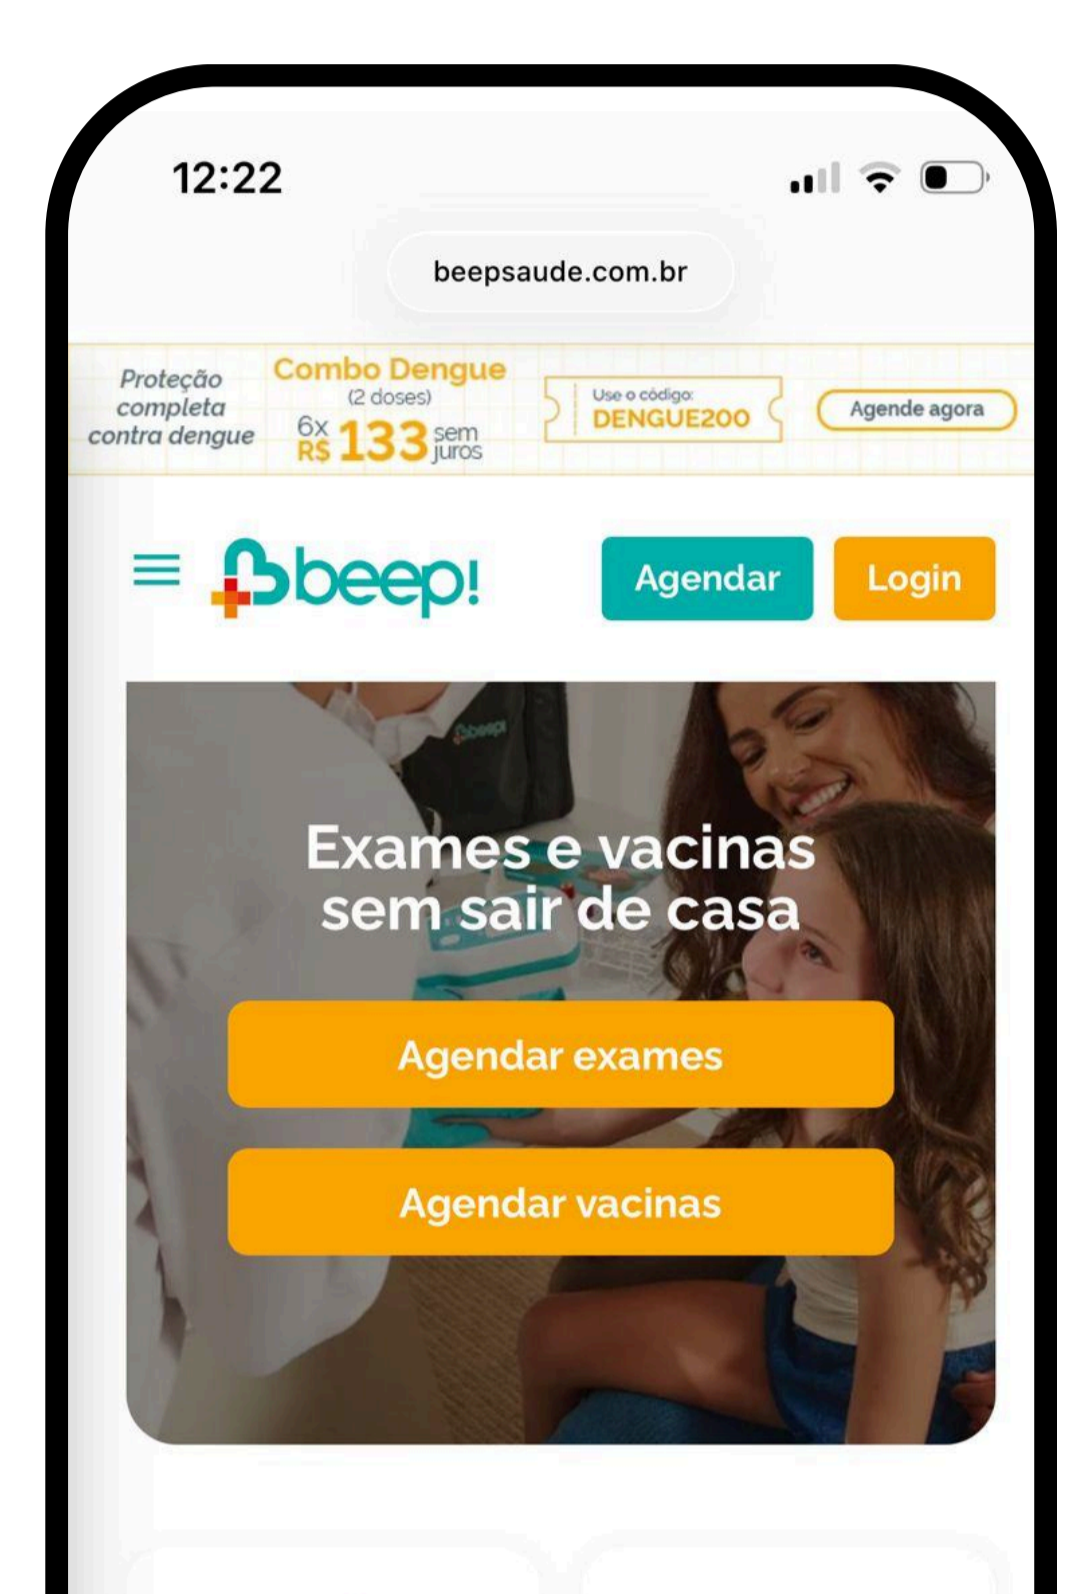 12:22
beepsaude.com.br
Proteção
completa
contra dengue
Combo Dengue
(2 doses)
6x
R$ 133 sem
juros
Use o código:
DENGUE200
Agende agora
beep!
Agendar
Login
beep!
Exames e vacinas
sem sair de casa
Agendar exames
Agendar vacinas